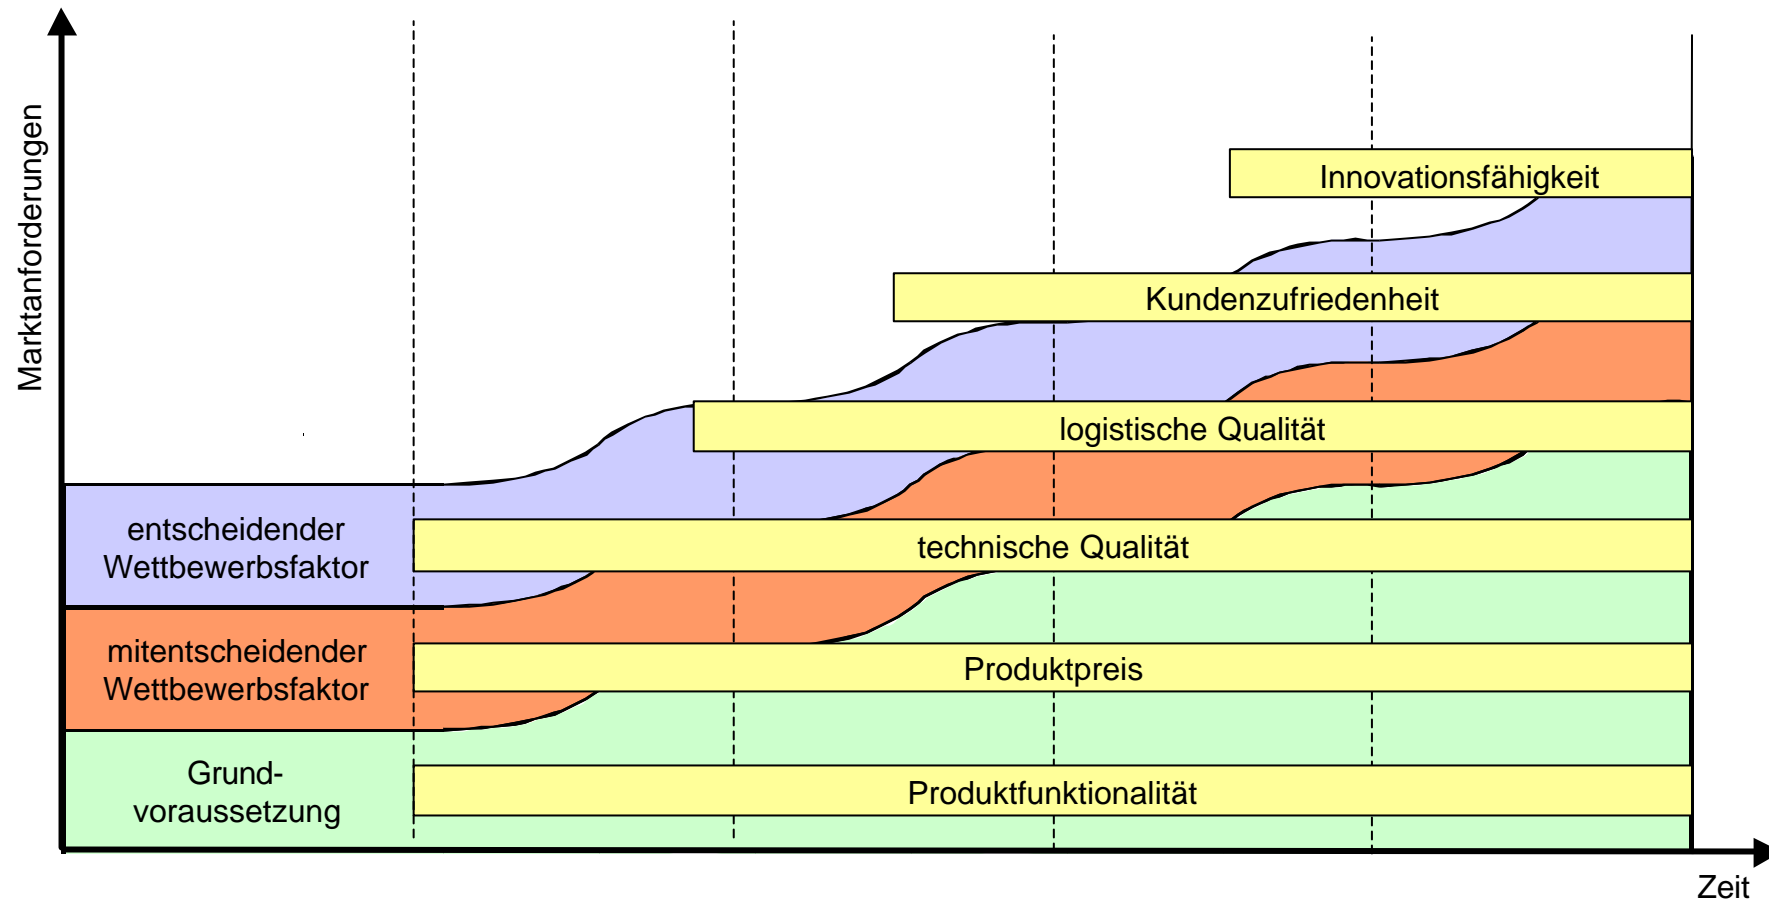 Marktanforderungen
Innovationsfähigkeit
Kundenzufriedenheit
logistische Qualität
entscheidender
Wettbewerbsfaktor
technische Qualität
mitentscheidender
Wettbewerbsfaktor
Produktpreis
Grund-
voraussetzung
Produktfunktionalität
Zeit